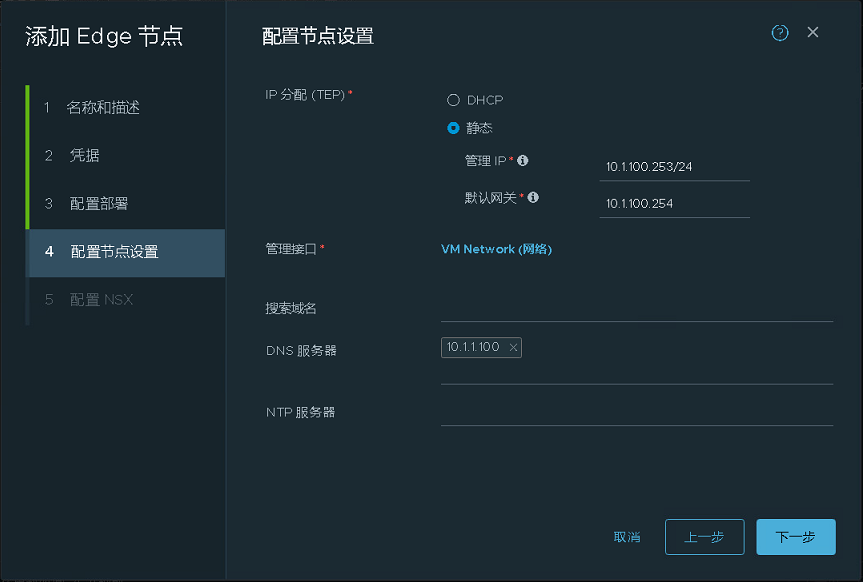 添加 Edge 节点
1 名称和描述
2 凭据
3 配置部署
4 配置节点设置
5 配置 NSX
配置节点设置
IP 分配 (TEP) *
DHCP
静态
管理 IP *
10.1.100.253/24
默认网关 *
10.1.100.254
管理接口 *
VM Network (网络)
搜索域名
DNS 服务器
10.1.1.100
NTP 服务器
取消
上一步
下一步